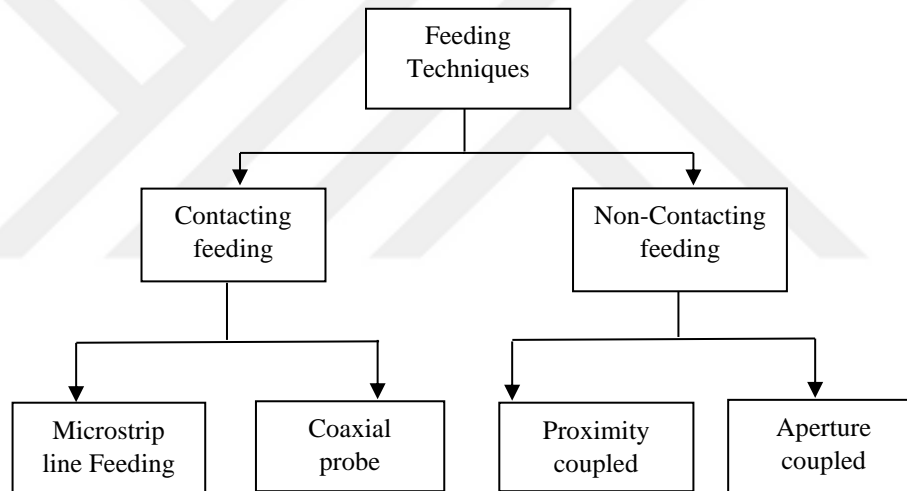 Feeding
Techniques
Contacting
feeding
Non-Contacting
feeding
Microstrip
line Feeding
Coaxial
probe
Proximity
coupled
Aperture
coupled